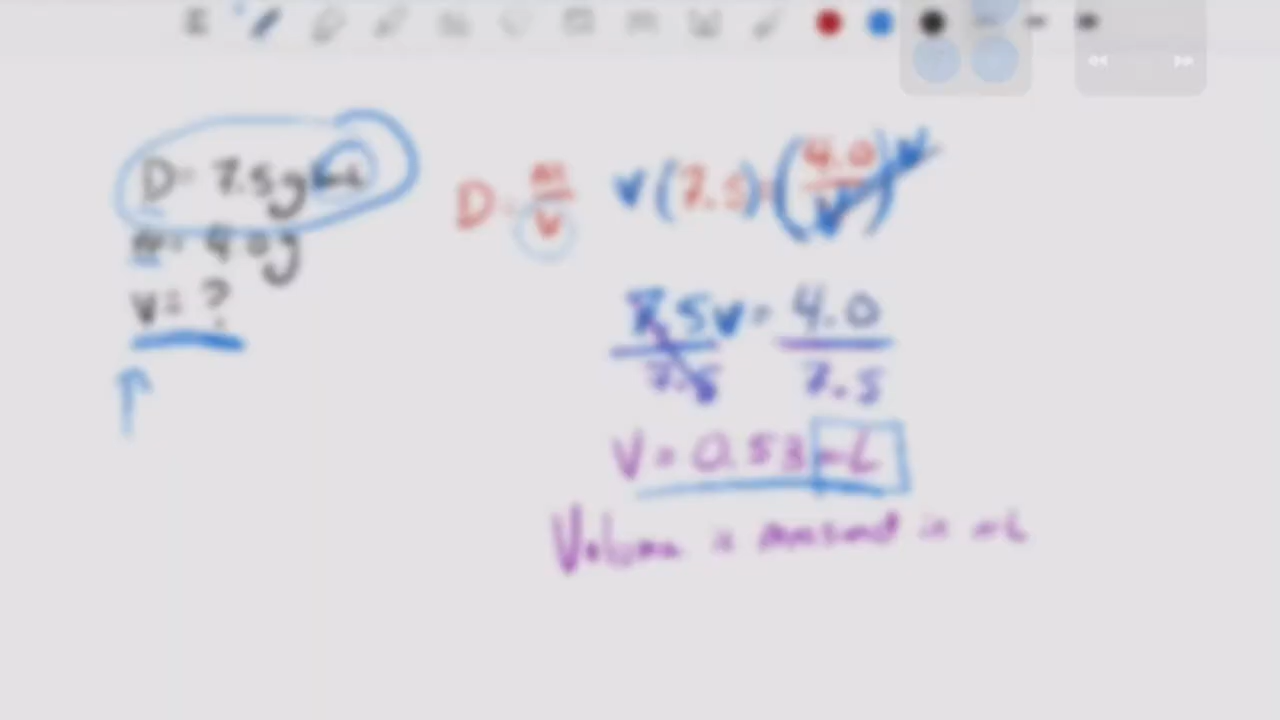 D = 7.5 g/mL
m = 4.0g
v = ?
D = m/v
v(7.5) = (4.0/v)v
7.5v = 4.0
7.5 7.5
V = 0.53 mL
Volume is measured in mL